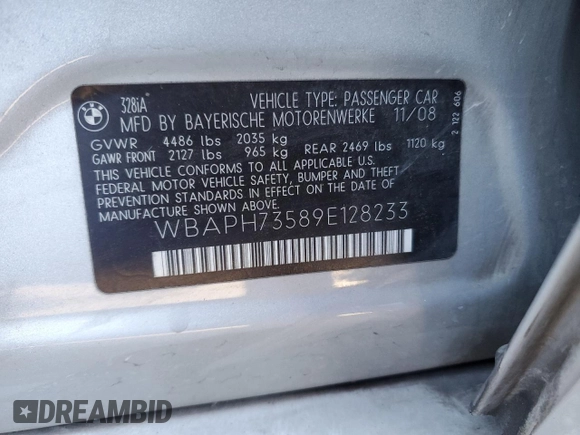 BMW
328iA
VEHICLE TYPE: PASSENGER CAR
MFD BY BAYERISCHE MOTORENWERKE 11/08
GVWR 4486 lbs 2035 kg
GAWR FRONT 2127 lbs 965 kg REAR 2469 lbs 1120 kg
THIS VEHICLE CONFORMS TO ALL APPLICABLE U.S.
FEDERAL MOTOR VEHICLE SAFETY, BUMPER AND THEFT
PREVENTION STANDARDS IN EFFECT ON THE DATE OF
MANUFACTURE SHOWN ABOVE.
WBAPH73589E128233
2 122 606
DREAMBID